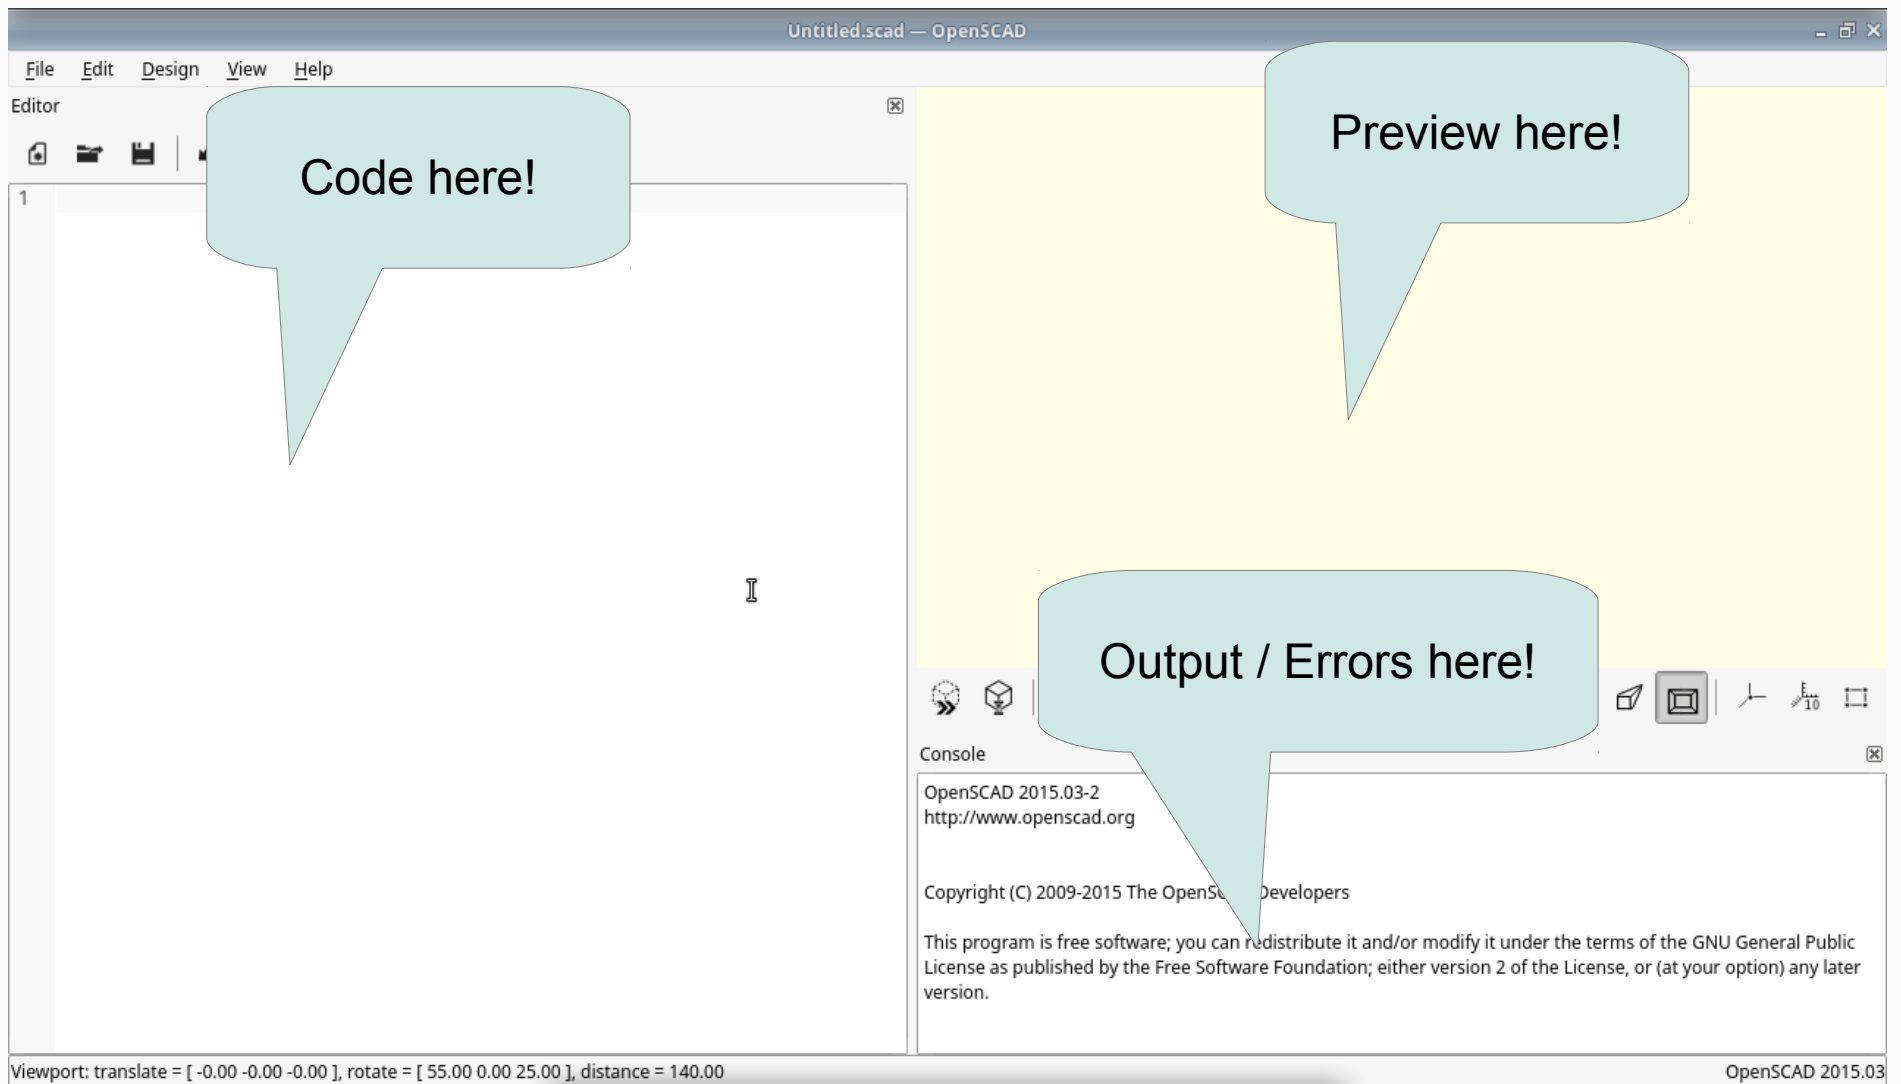 Untitled.scad — OpenSCAD
File Edit Design View Help
Editor
Code here!
Preview here!
1
Output / Errors here!
10
Console
OpenSCAD 2015.03-2
http://www.openscad.org
Copyright (C) 2009-2015 The Developers
This program is free software; you can redistribute it and/or modify it under the terms of the GNU General Public
License as published by the Free Software Foundation; either version 2 of the License, or (at your option) any later
version.
Viewport: translate = [ -0.00 -0.00 -0.00 ], rotate = [ 55.00 0.00 25.00 ], distance = 140.00
OpenSCAD 2015.03